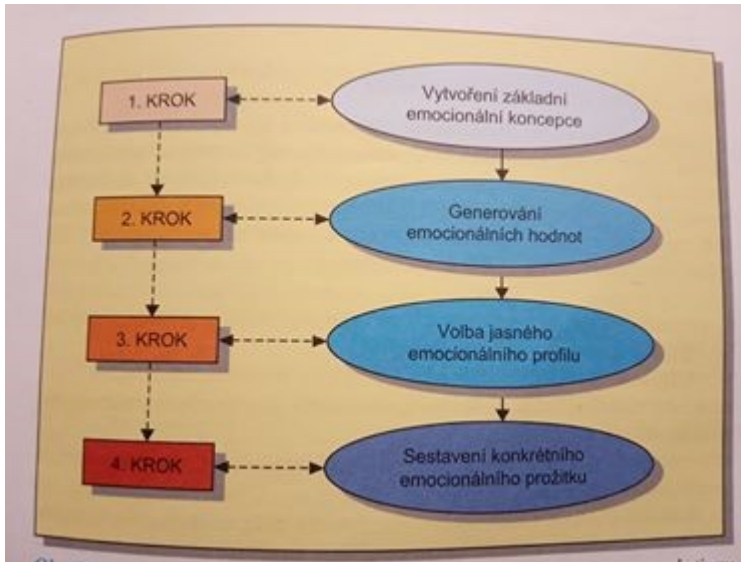 1. KROK
Vytvoření základní
emocionální koncepce
2. KROK
Generování
emocionálních hodnot
3. KROK
Volba jasného
emocionálního profilu
4. KROK
Sestavení konkrétního
emocionálního prožitku